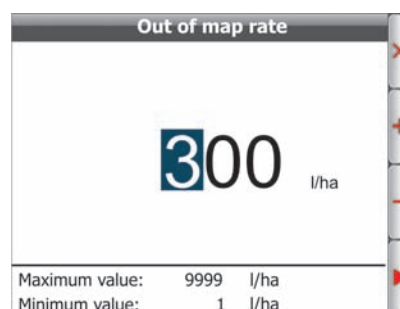 Out of map rate
300 l/ha
Maximum value: 9999 l/ha
Minimum value: 1 l/ha